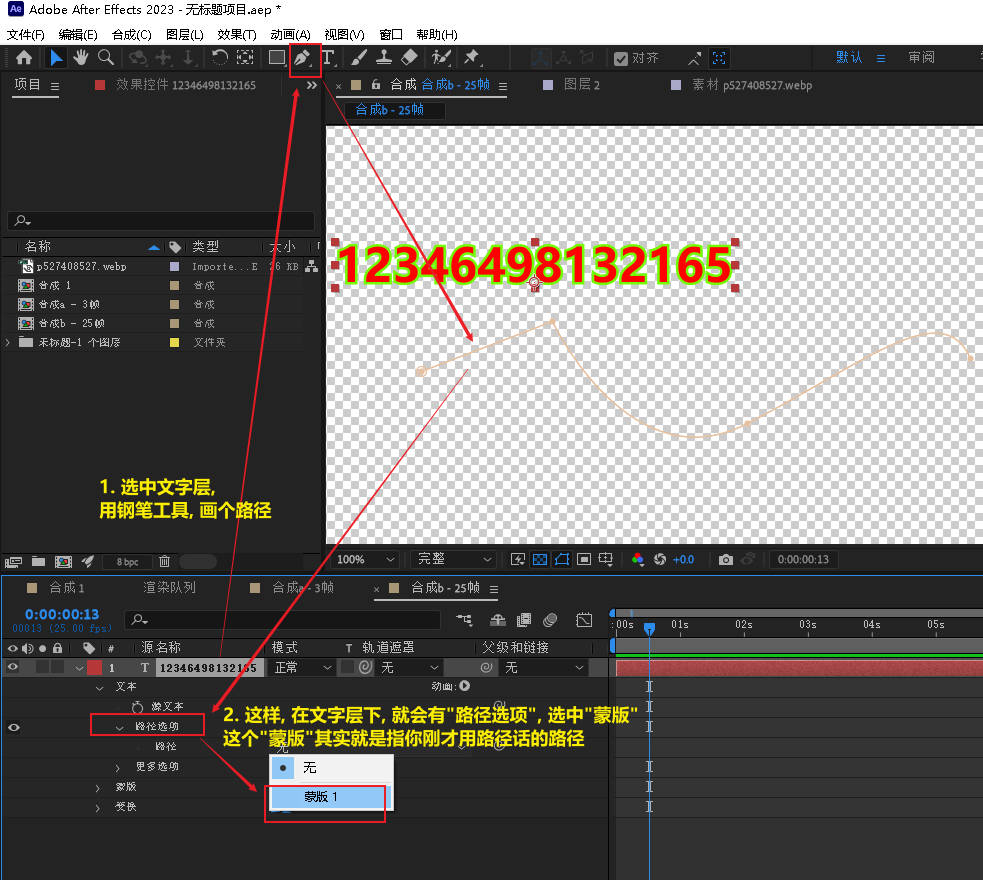 Adobe After Effects 2023 - 无标题项目.aep *
文件(F) 编辑(E) 合成(C) 图层(L) 效果(T) 动画(A) 视图(V) 窗口 帮助(H)
对齐 默认 审阅
项目 效果控件 12346498132165 合成 合成b - 25帧 图层 2 素材 p527408527.webp
合成b - 25帧
12346498132165
名称 类型 大小
p527408527.webp Importe...E 26 KB
合成 1 合成
合成a - 3帧 合成
合成b - 25帧 合成
未标题-1 个图层 文件夹
1. 选中文字层,
用钢笔工具, 画个路径
8 bpc 100% 完整 +0.0 0:00:00:13
合成 1 渲染队列 合成a - 3帧 合成b - 25帧
0:00:00:13
00013 (25.00 fps)
:00s 01s 02s 03s 04s 05s
# 源名称 模式 T 轨道遮罩 父级和链接
1 T 12346498132165 正常 无 无
文本 动画:
源文本
路径选项
2. 这样, 在文字层下, 就会有"路径选项", 选中"蒙版"
这个"蒙版"其实就是指你刚才用路径话的路径
路径 无
更多选项
无
蒙版
蒙版 1
变换